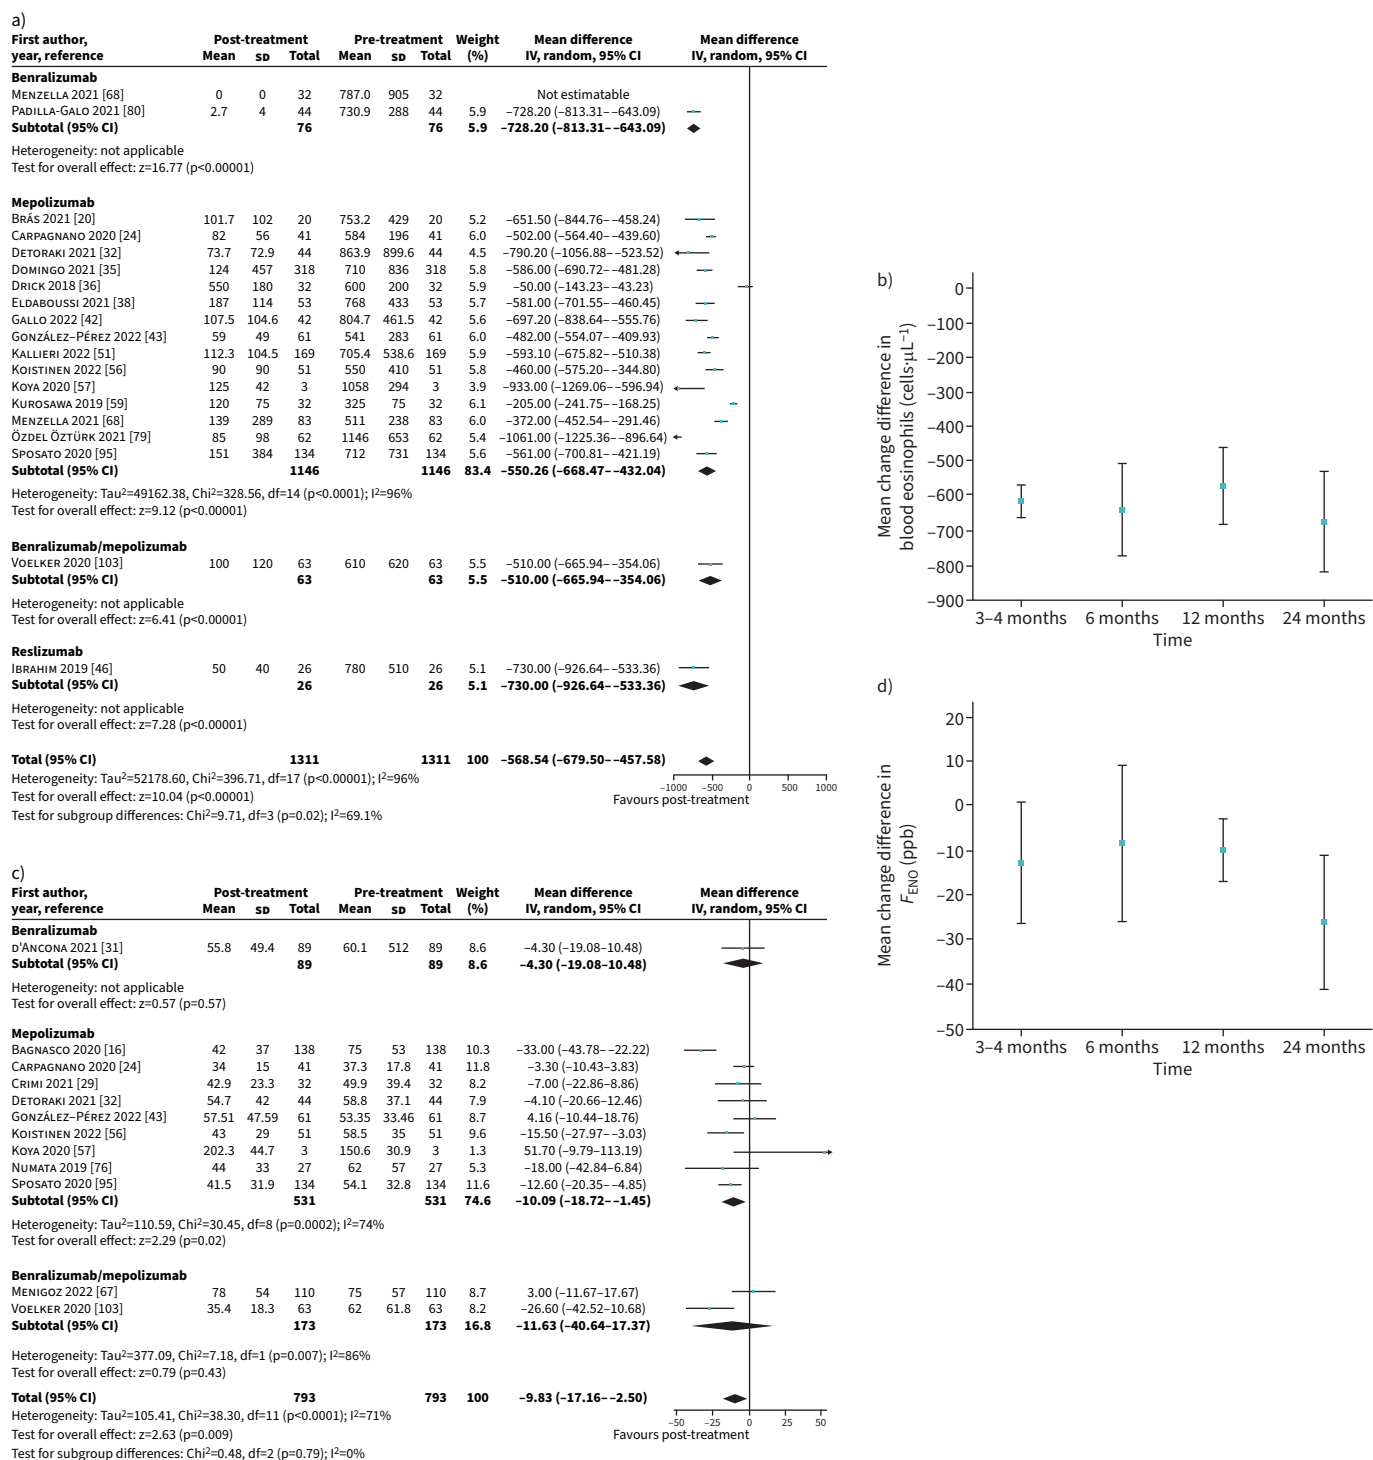 a)
First author, Post-treatment Pre-treatment Weight Mean difference Mean difference
year, reference Mean SD Total Mean SD Total (%) IV, random, 95% CI IV, random, 95% CI
Benralizumab
MENZELLA 2021 [68] 0 0 32 787.0 905 32 Not estimatable
PADILLA-GALO 2021 [80] 2.7 4 44 730.9 288 44 5.9 –728.20 (–813.31– –643.09)
Subtotal (95% CI) 76 76 5.9 –728.20 (–813.31– –643.09)
Heterogeneity: not applicable
Test for overall effect: z=16.77 (p<0.00001)
Mepolizumab
BRÁS 2021 [20] 101.7 102 20 753.2 429 20 5.2 –651.50 (–844.76– –458.24)
CARPAGNANO 2020 [24] 82 56 41 584 196 41 6.0 –502.00 (–564.40– –439.60)
DETORAKI 2021 [32] 73.7 72.9 44 863.9 899.6 44 4.5 –790.20 (–1056.88– –523.52)
DOMINGO 2021 [35] 124 457 318 710 836 318 5.8 –586.00 (–690.72– –481.28)
DRICK 2018 [36] 550 180 32 600 200 32 5.9 –50.00 (–143.23–43.23)
ELDABOUSSI 2021 [38] 187 114 53 768 433 53 5.7 –581.00 (–701.55– –460.45)
GALLO 2022 [42] 107.5 104.6 42 804.7 461.5 42 5.6 –697.20 (–838.64– –555.76)
GONZÁLEZ–PÉREZ 2022 [43] 59 49 61 541 283 61 6.0 –482.00 (–554.07– –409.93)
KALLIERI 2022 [51] 112.3 104.5 169 705.4 538.6 169 5.9 –593.10 (–675.82– –510.38)
KOISTINEN 2022 [56] 90 90 51 550 410 51 5.8 –460.00 (–575.20– –344.80)
KOYA 2020 [57] 125 42 3 1058 294 3 3.9 –933.00 (–1269.06– –596.94)
KUROSAWA 2019 [59] 120 75 32 325 75 32 6.1 –205.00 (–241.75– –168.25)
MENZELLA 2021 [68] 139 289 83 511 238 83 6.0 –372.00 (–452.54– –291.46)
ÖZDEL ÖZTÜRK 2021 [79] 85 98 62 1146 653 62 5.4 –1061.00 (–1225.36– –896.64)
SPOSATO 2020 [95] 151 384 134 712 731 134 5.6 –561.00 (–700.81– –421.19)
Subtotal (95% CI) 1146 1146 83.4 –550.26 (–668.47– –432.04)
Heterogeneity: Tau²=49162.38, Chi²=328.56, df=14 (p<0.0001); I²=96%
Test for overall effect: z=9.12 (p<0.00001)
Benralizumab/mepolizumab
VOELKER 2020 [103] 100 120 63 610 620 63 5.5 –510.00 (–665.94– –354.06)
Subtotal (95% CI) 63 63 5.5 –510.00 (–665.94– –354.06)
Heterogeneity: not applicable
Test for overall effect: z=6.41 (p<0.00001)
Reslizumab
IBRAHIM 2019 [46] 50 40 26 780 510 26 5.1 –730.00 (–926.64– –533.36)
Subtotal (95% CI) 26 26 5.1 –730.00 (–926.64– –533.36)
Heterogeneity: not applicable
Test for overall effect: z=7.28 (p<0.00001)
Total (95% CI) 1311 1311 100 –568.54 (–679.50– –457.58)
Heterogeneity: Tau²=52178.60, Chi²=396.71, df=17 (p<0.00001); I²=96%
Test for overall effect: z=10.04 (p<0.00001)
Test for subgroup differences: Chi²=9.71, df=3 (p=0.02); I²=69.1%
–1000 –500 0 500 1000
Favours post-treatment
b)
Mean change difference in
blood eosinophils (cells·µL⁻¹)
0
–100
–200
–300
–400
–500
–600
–700
–800
–900
3–4 months 6 months 12 months 24 months
Time
c)
First author, Post-treatment Pre-treatment Weight Mean difference Mean difference
year, reference Mean SD Total Mean SD Total (%) IV, random, 95% CI IV, random, 95% CI
Benralizumab
D'ANCONA 2021 [31] 55.8 49.4 89 60.1 512 89 8.6 –4.30 (–19.08–10.48)
Subtotal (95% CI) 89 89 8.6 –4.30 (–19.08–10.48)
Heterogeneity: not applicable
Test for overall effect: z=0.57 (p=0.57)
Mepolizumab
BAGNASCO 2020 [16] 42 37 138 75 53 138 10.3 –33.00 (–43.78– –22.22)
CARPAGNANO 2020 [24] 34 15 41 37.3 17.8 41 11.8 –3.30 (–10.43–3.83)
CRIMI 2021 [29] 42.9 23.3 32 49.9 39.4 32 8.2 –7.00 (–22.86–8.86)
DETORAKI 2021 [32] 54.7 42 44 58.8 37.1 44 7.9 –4.10 (–20.66–12.46)
GONZÁLEZ–PÉREZ 2022 [43] 57.51 47.59 61 53.35 33.46 61 8.7 4.16 (–10.44–18.76)
KOISTINEN 2022 [56] 43 29 51 58.5 35 51 9.6 –15.50 (–27.97– –3.03)
KOYA 2020 [57] 202.3 44.7 3 150.6 30.9 3 1.3 51.70 (–9.79–113.19)
NUMATA 2019 [76] 44 33 27 62 57 27 5.3 –18.00 (–42.84–6.84)
SPOSATO 2020 [95] 41.5 31.9 134 54.1 32.8 134 11.6 –12.60 (–20.35– –4.85)
Subtotal (95% CI) 531 531 74.6 –10.09 (–18.72– –1.45)
Heterogeneity: Tau²=110.59, Chi²=30.45, df=8 (p=0.0002); I²=74%
Test for overall effect: z=2.29 (p=0.02)
Benralizumab/mepolizumab
MENIGOZ 2022 [67] 78 54 110 75 57 110 8.7 3.00 (–11.67–17.67)
VOELKER 2020 [103] 35.4 18.3 63 62 61.8 63 8.2 –26.60 (–42.52–10.68)
Subtotal (95% CI) 173 173 16.8 –11.63 (–40.64–17.37)
Heterogeneity: Tau²=377.09, Chi²=7.18, df=1 (p=0.007); I²=86%
Test for overall effect: z=0.79 (p=0.43)
Total (95% CI) 793 793 100 –9.83 (–17.16– –2.50)
Heterogeneity: Tau²=105.41, Chi²=38.30, df=11 (p<0.0001); I²=71%
Test for overall effect: z=2.63 (p=0.009)
Test for subgroup differences: Chi²=0.48, df=2 (p=0.79); I²=0%
–50 –25 0 25 50
Favours post-treatment
d)
Mean change difference in
FENO (ppb)
20
10
0
–10
–20
–30
–40
–50
3–4 months 6 months 12 months 24 months
Time